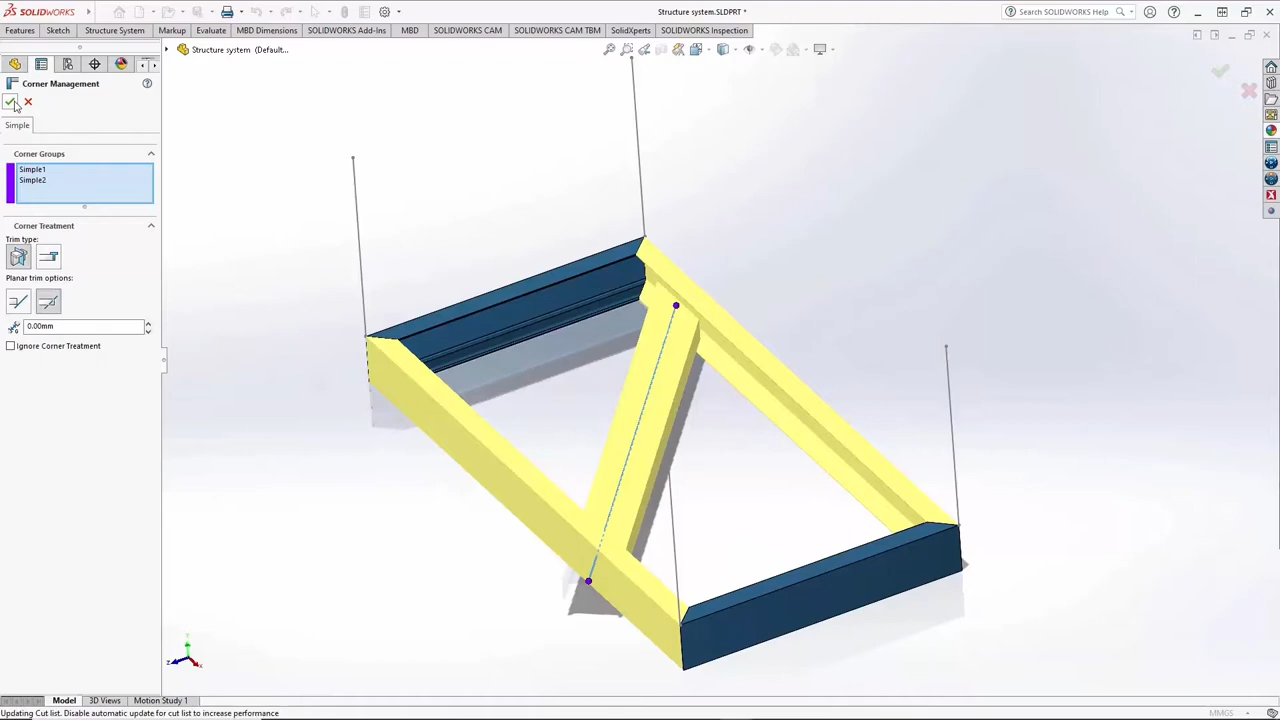 SOLIDWORKS
Structure system.SLDPRT *
Search SOLIDWORKS Help
Features Sketch Structure System Markup Evaluate MBD Dimensions SOLIDWORKS Add-Ins MBD SOLIDWORKS CAM SOLIDWORKS CAM TBM SolidXperts SOLIDWORKS Inspection
Structure system (Default...
Corner Management
Simple
Corner Groups
Simple1
Simple2
Corner Treatment
Trim type:
Planar trim options:
0.00mm
Ignore Corner Treatment
Y
Z
X
Model 3D Views Motion Study 1
Updating Cut list. Disable automatic update for cut list to increase performance
MMGS